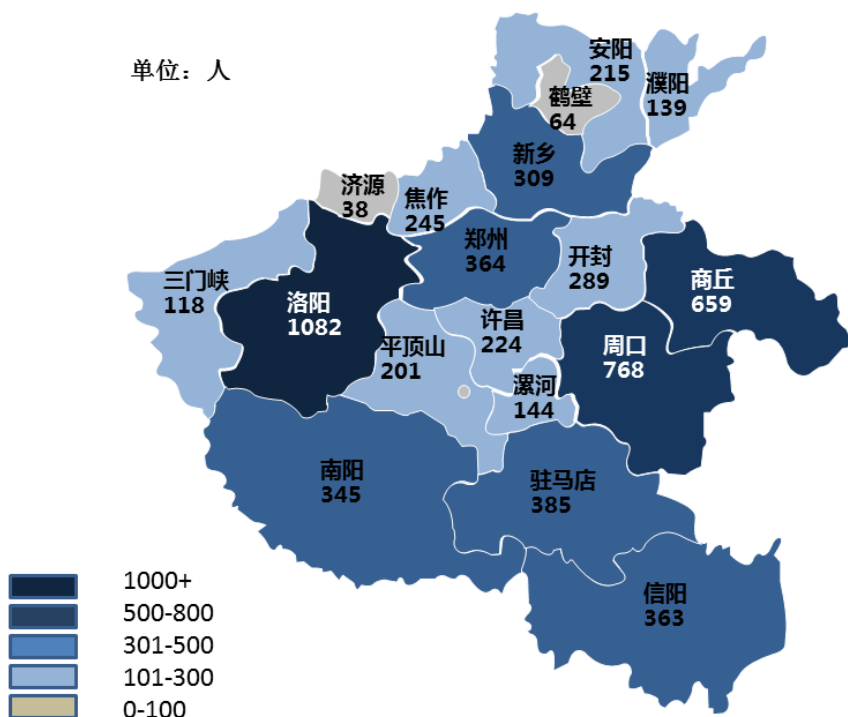 单位：人
安阳
215
濮阳
139
鹤壁
64
新乡
309
济源
38
焦作
245
郑州
364
开封
289
商丘
659
三门峡
118
洛阳
1082
许昌
224
平顶山
201
周口
768
漯河
144
南阳
345
驻马店
385
信阳
363
1000+
500-800
301-500
101-300
0-100